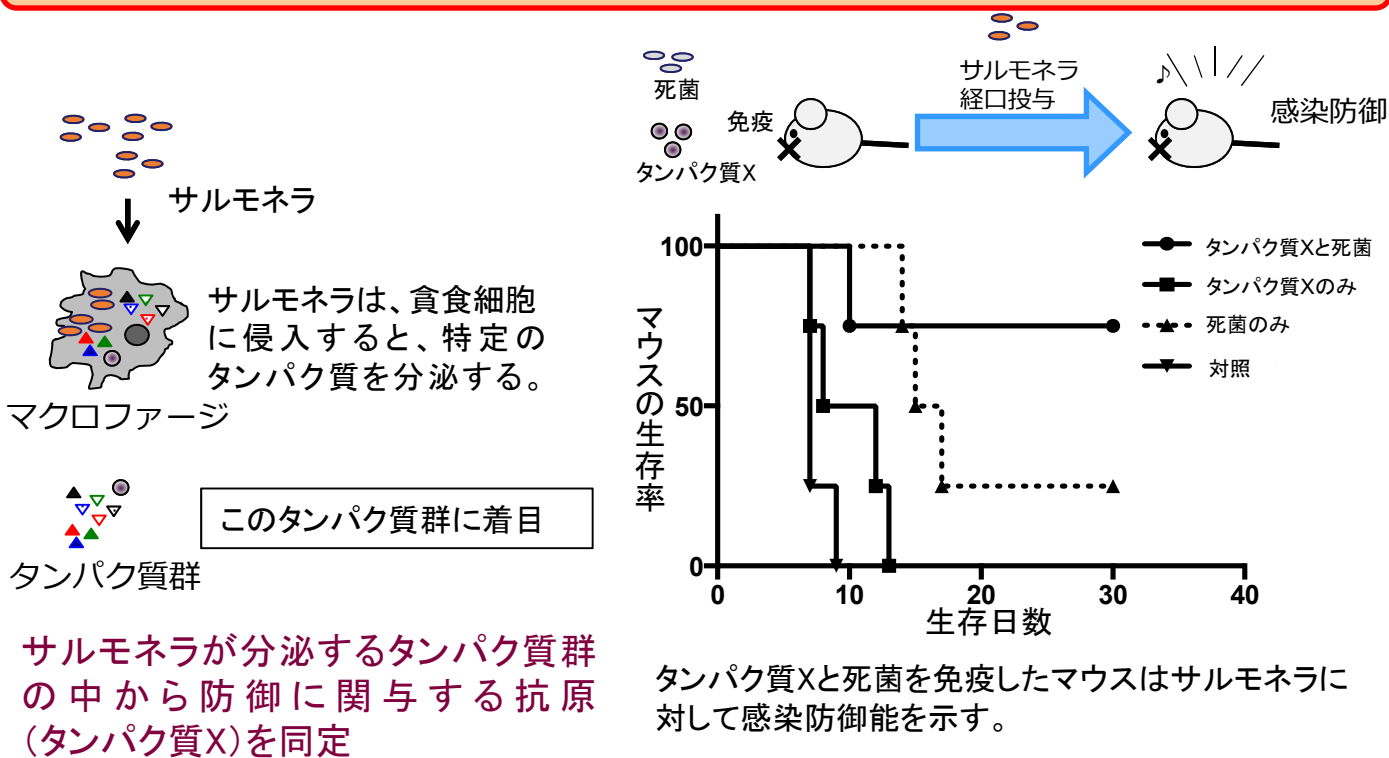 サルモネラ
サルモネラは、貪食細胞
に侵入すると、特定の
タンパク質を分泌する。
マクロファージ
このタンパク質群に着目
タンパク質群
サルモネラが分泌するタンパク質群
の中から防御に関与する抗原
（タンパク質X）を同定
死菌
タンパク質X
免疫
サルモネラ
経口投与
♪
感染防御
マウスの生存率
100
50
0
0
10
20
30
40
生存日数
タンパク質Xと死菌
タンパク質Xのみ
死菌のみ
対照
タンパク質Xと死菌を免疫したマウスはサルモネラに
対して感染防御能を示す。